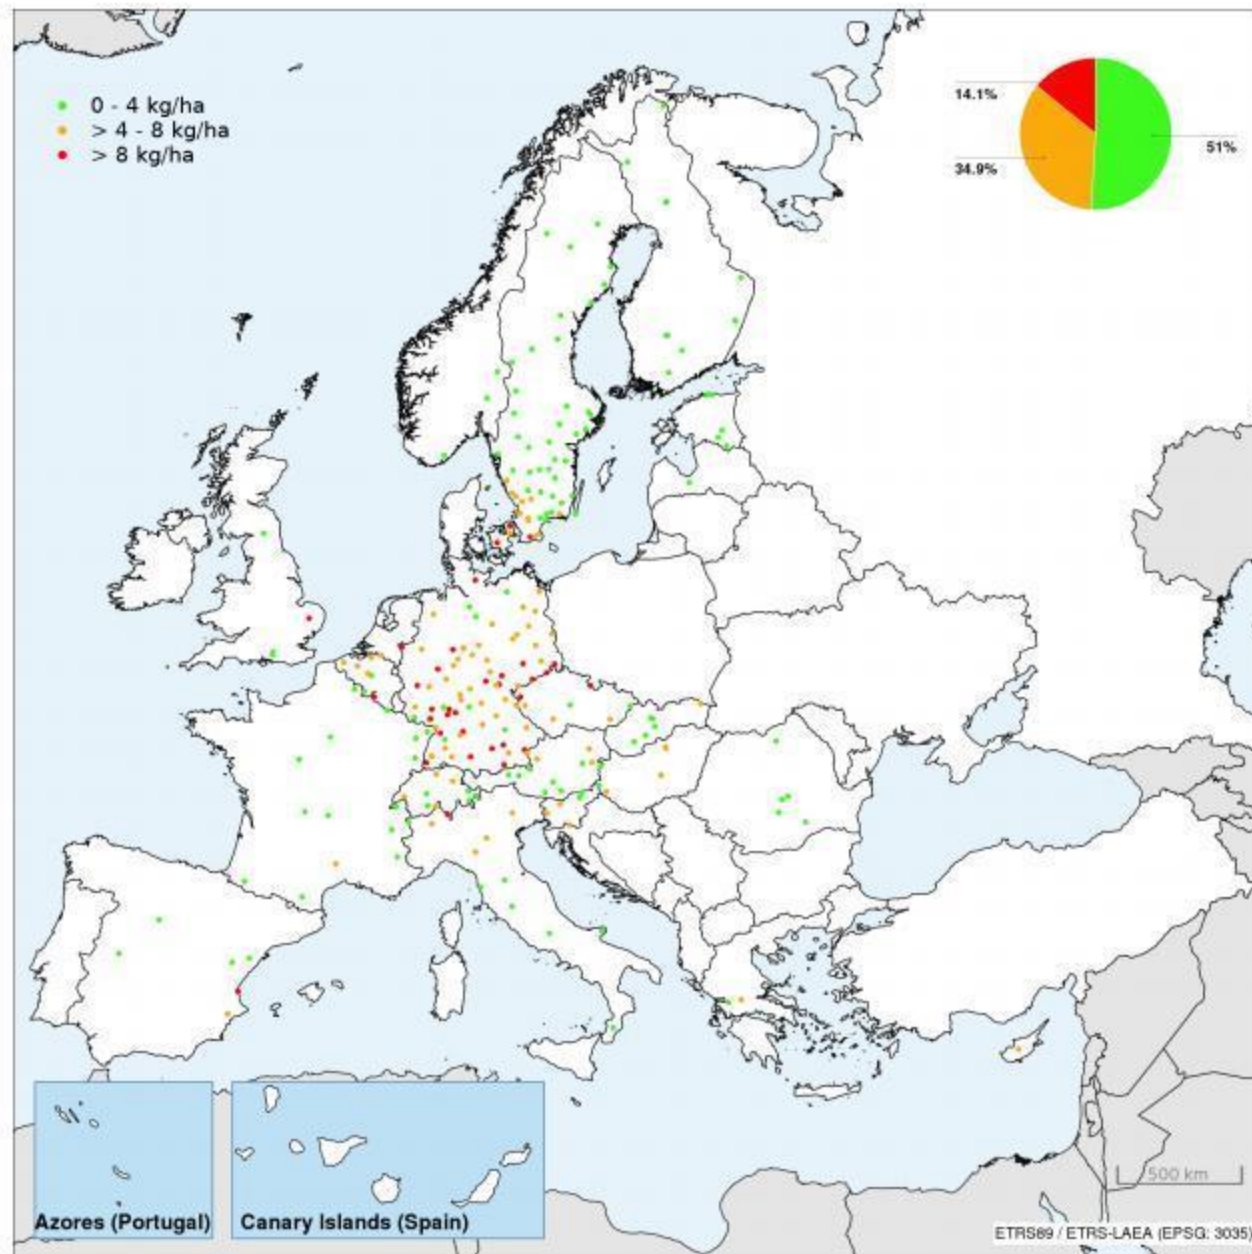 0 - 4 kg/ha
> 4 - 8 kg/ha
> 8 kg/ha
14.1%
51%
34.9%
500 km
Azores (Portugal)
Canary Islands (Spain)
ETRS89 / ETRS-LAEA (EPSG: 3035)